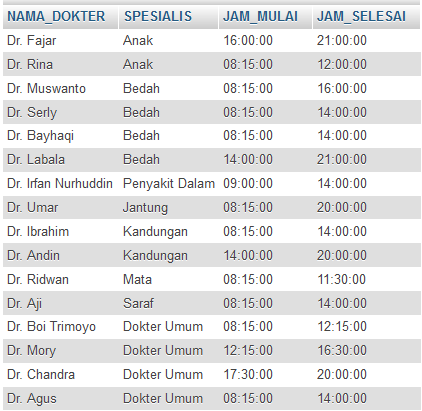 NAMA_DOKTER SPESIALIS JAM_MULAI JAM_SELESAI
Dr. Fajar Anak 16:00:00 21:00:00
Dr. Rina Anak 08:15:00 12:00:00
Dr. Muswanto Bedah 08:15:00 16:00:00
Dr. Serly Bedah 08:15:00 14:00:00
Dr. Bayhaqi Bedah 08:15:00 14:00:00
Dr. Labala Bedah 14:00:00 21:00:00
Dr. Irfan Nurhuddin Penyakit Dalam 09:00:00 14:00:00
Dr. Umar Jantung 08:15:00 20:00:00
Dr. Ibrahim Kandungan 08:15:00 14:00:00
Dr. Andin Kandungan 14:00:00 20:00:00
Dr. Ridwan Mata 08:15:00 11:30:00
Dr. Aji Saraf 08:15:00 14:00:00
Dr. Boi Trimoyo Dokter Umum 08:15:00 12:15:00
Dr. Mory Dokter Umum 12:15:00 16:30:00
Dr. Chandra Dokter Umum 17:30:00 20:00:00
Dr. Agus Dokter Umum 08:15:00 14:00:00